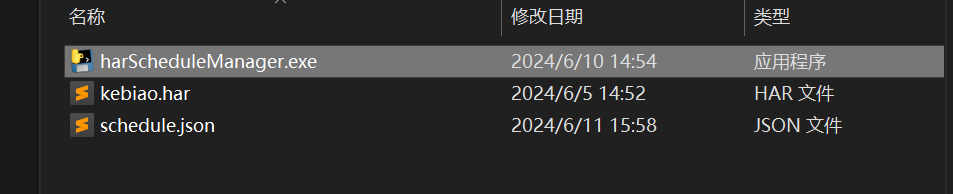 名称 修改日期 类型
harScheduleManager.exe 2024/6/10 14:54 应用程序
kebiao.har 2024/6/5 14:52 HAR 文件
schedule.json 2024/6/11 15:58 JSON 文件